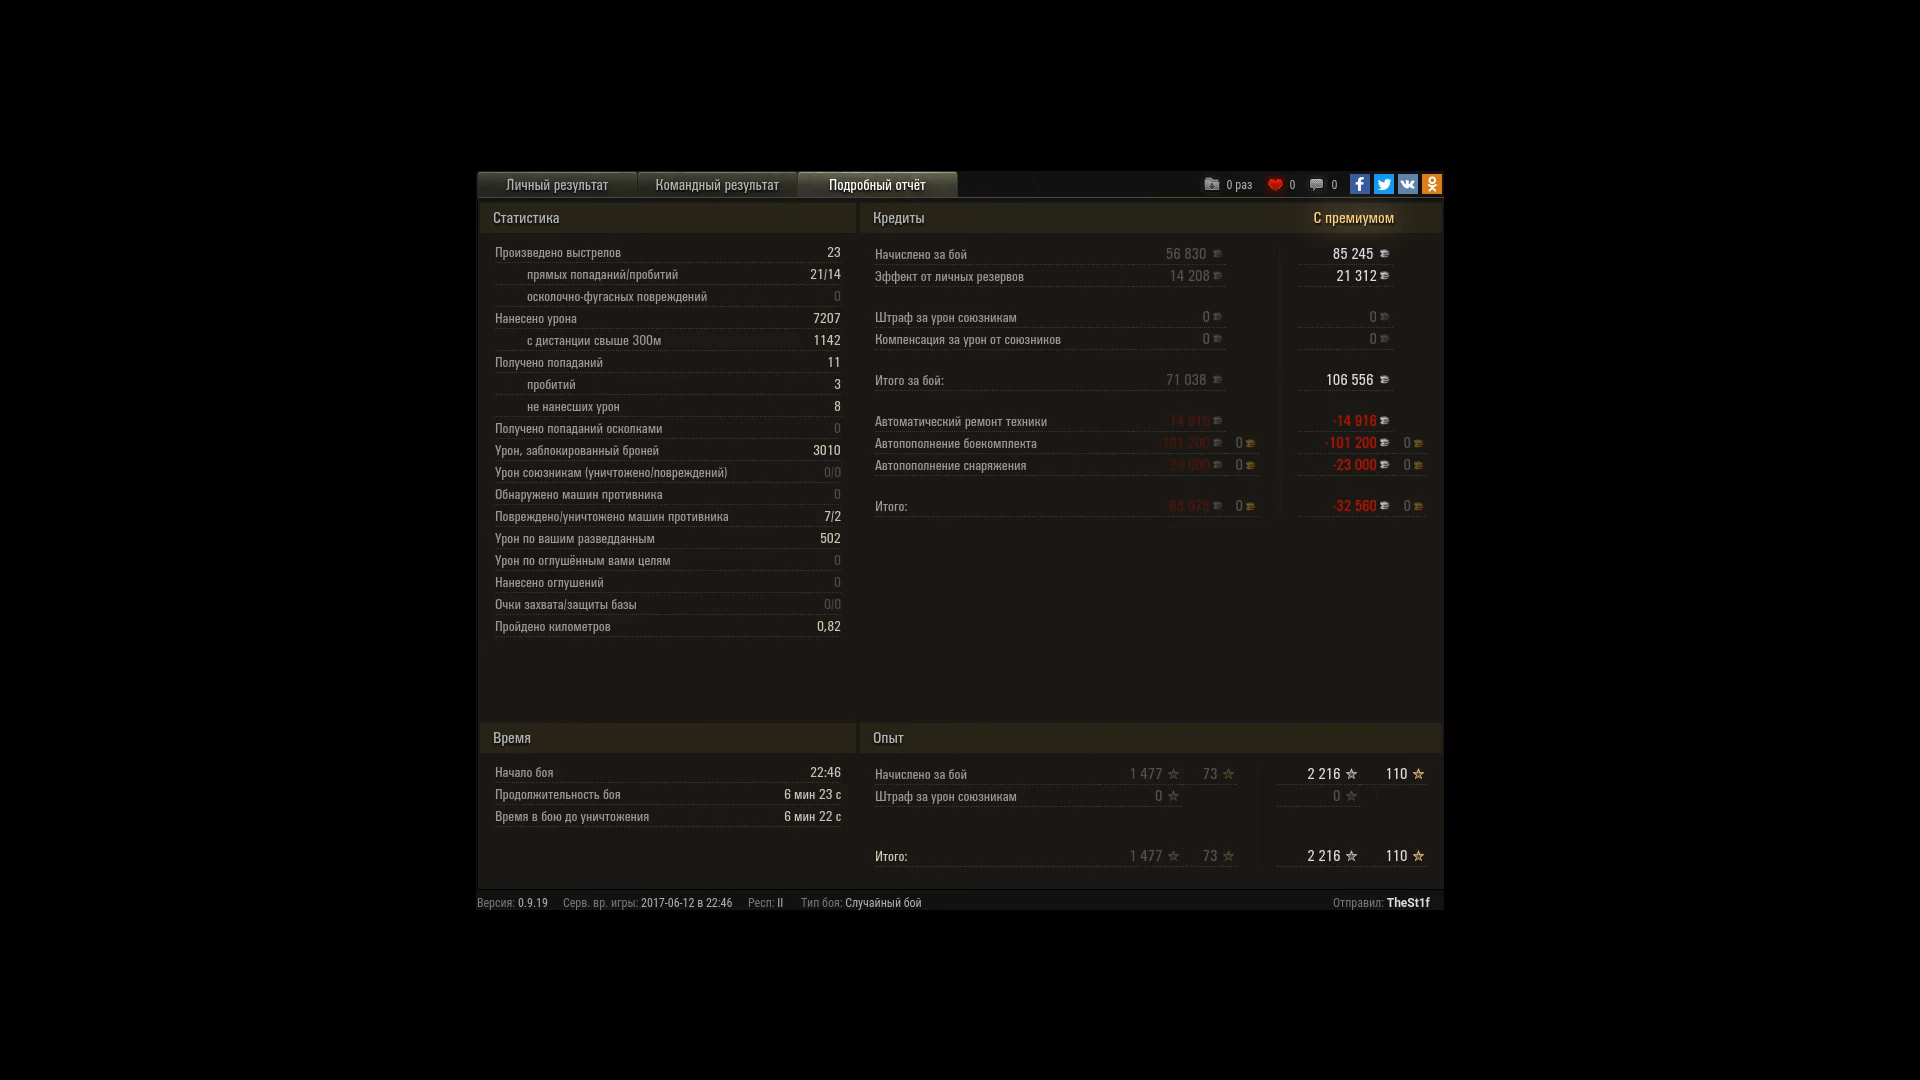 Личный результат Командный результат Подробный отчёт 0 раз 0 0
Статистика
Произведено выстрелов 23
прямых попаданий/пробитий 21/14
осколочно-фугасных повреждений 0
Нанесено урона 7207
с дистанции свыше 300м 1142
Получено попаданий 11
пробитий 3
не нанесших урон 8
Получено попаданий осколками 0
Урон, заблокированный броней 3010
Урон союзникам (уничтожено/повреждений) 0/0
Обнаружено машин противника 0
Повреждено/уничтожено машин противника 7/2
Урон по вашим разведданным 502
Урон по оглушённым вами целям 0
Нанесено оглушений 0
Очки захвата/защиты базы 0/0
Пройдено километров 0,82
Кредиты С премиумом
Начислено за бой 56 830 85 245
Эффект от личных резервов 14 208 21 312
Штраф за урон союзникам 0 0
Компенсация за урон от союзников 0 0
Итого за бой: 71 038 106 556
Автоматический ремонт техники 14 916 -14 916
Автопополнение боекомплекта -101 200 0 -101 200 0
Автопополнение снаряжения -23 000 0 -23 000 0
Итого: 68 078 0 -32 560 0
Время
Начало боя 22:46
Продолжительность боя 6 мин 23 с
Время в бою до уничтожения 6 мин 22 с
Опыт
Начислено за бой 1 477 73 2 216 110
Штраф за урон союзникам 0 0
Итого: 1 477 73 2 216 110
Версия: 0.9.19 Серв. вр. игры: 2017-06-12 в 22:46 Респ: II Тип боя: Случайный бой Отправил: TheSt1f